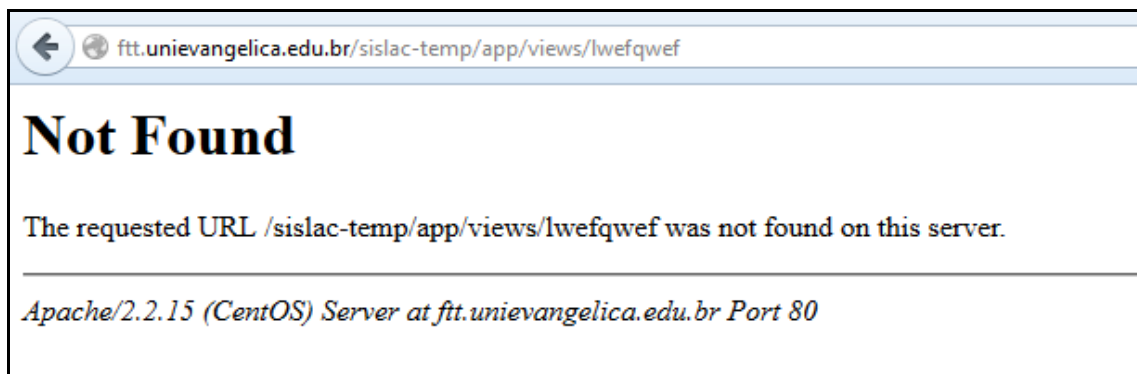 ftt.unievangelica.edu.br/sislac-temp/app/views/lwefqwef
Not Found
The requested URL /sislac-temp/app/views/lwefqwef was not found on this server.
Apache/2.2.15 (CentOS) Server at ftt.unievangelica.edu.br Port 80